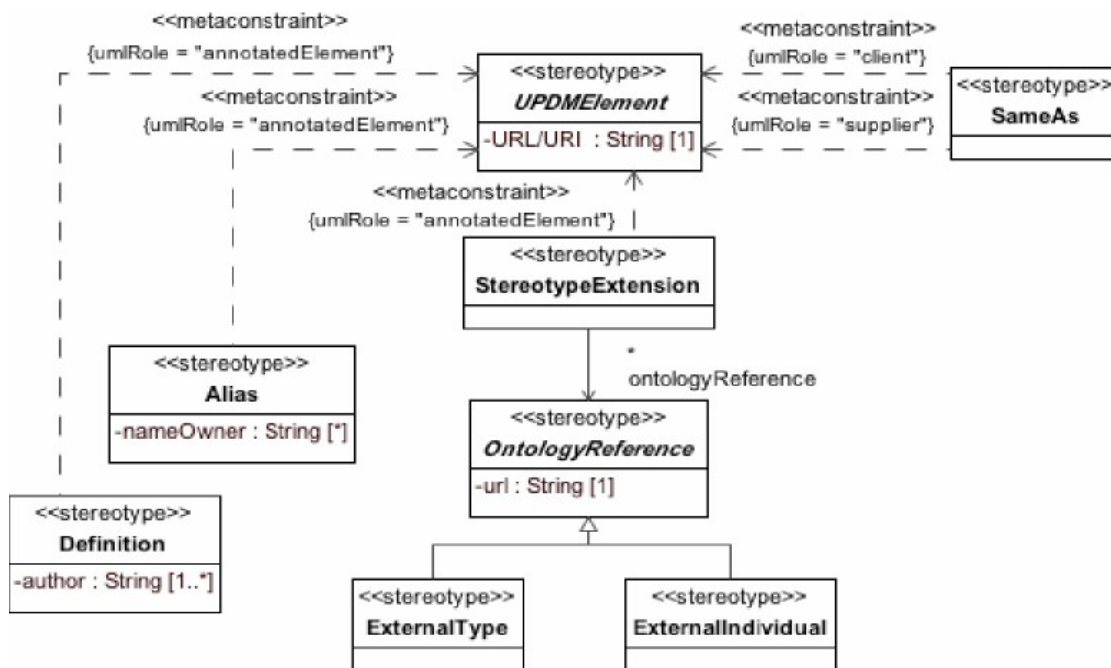 <<metaconstraint>>
{umlRole = "annotatedElement"}
<<metaconstraint>>
{umlRole = "annotatedElement"}
<<stereotype>>
UPDMElement
-URL/URI : String [1]
<<metaconstraint>>
{umlRole = "client"}
<<metaconstraint>>
{umlRole = "supplier"}
<<stereotype>>
SameAs
<<metaconstraint>>
{umlRole = "annotatedElement"}
<<stereotype>>
StereotypeExtension
*
ontologyReference
<<stereotype>>
Alias
-nameOwner : String [*]
<<stereotype>>
OntologyReference
-url : String [1]
<<stereotype>>
Definition
-author : String [1..*]
<<stereotype>>
ExternalType
<<stereotype>>
ExternalIndividual